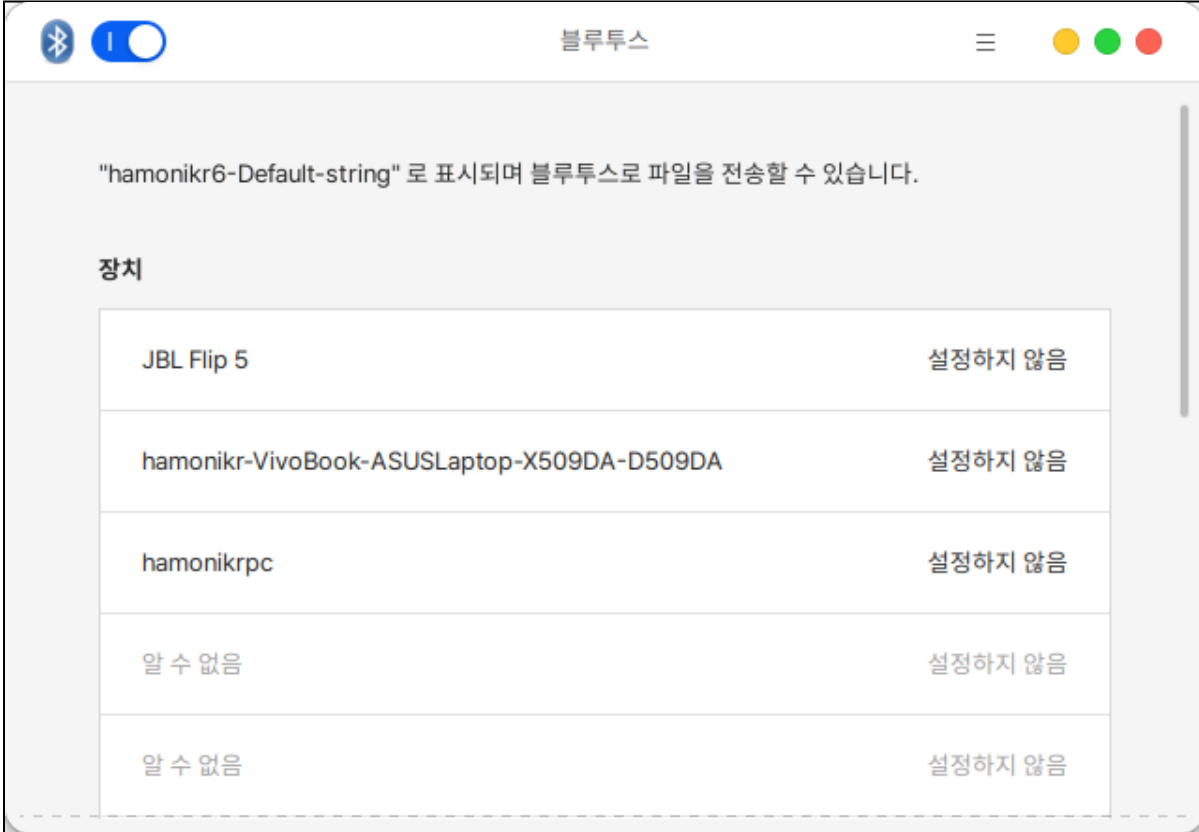 블루투스
"hamonikr6-Default-string" 로 표시되며 블루투스로 파일을 전송할 수 있습니다.
장치
JBL Flip 5 설정하지 않음
hamonikr-VivoBook-ASUSLaptop-X509DA-D509DA 설정하지 않음
hamonikrpc 설정하지 않음
알 수 없음 설정하지 않음
알 수 없음 설정하지 않음